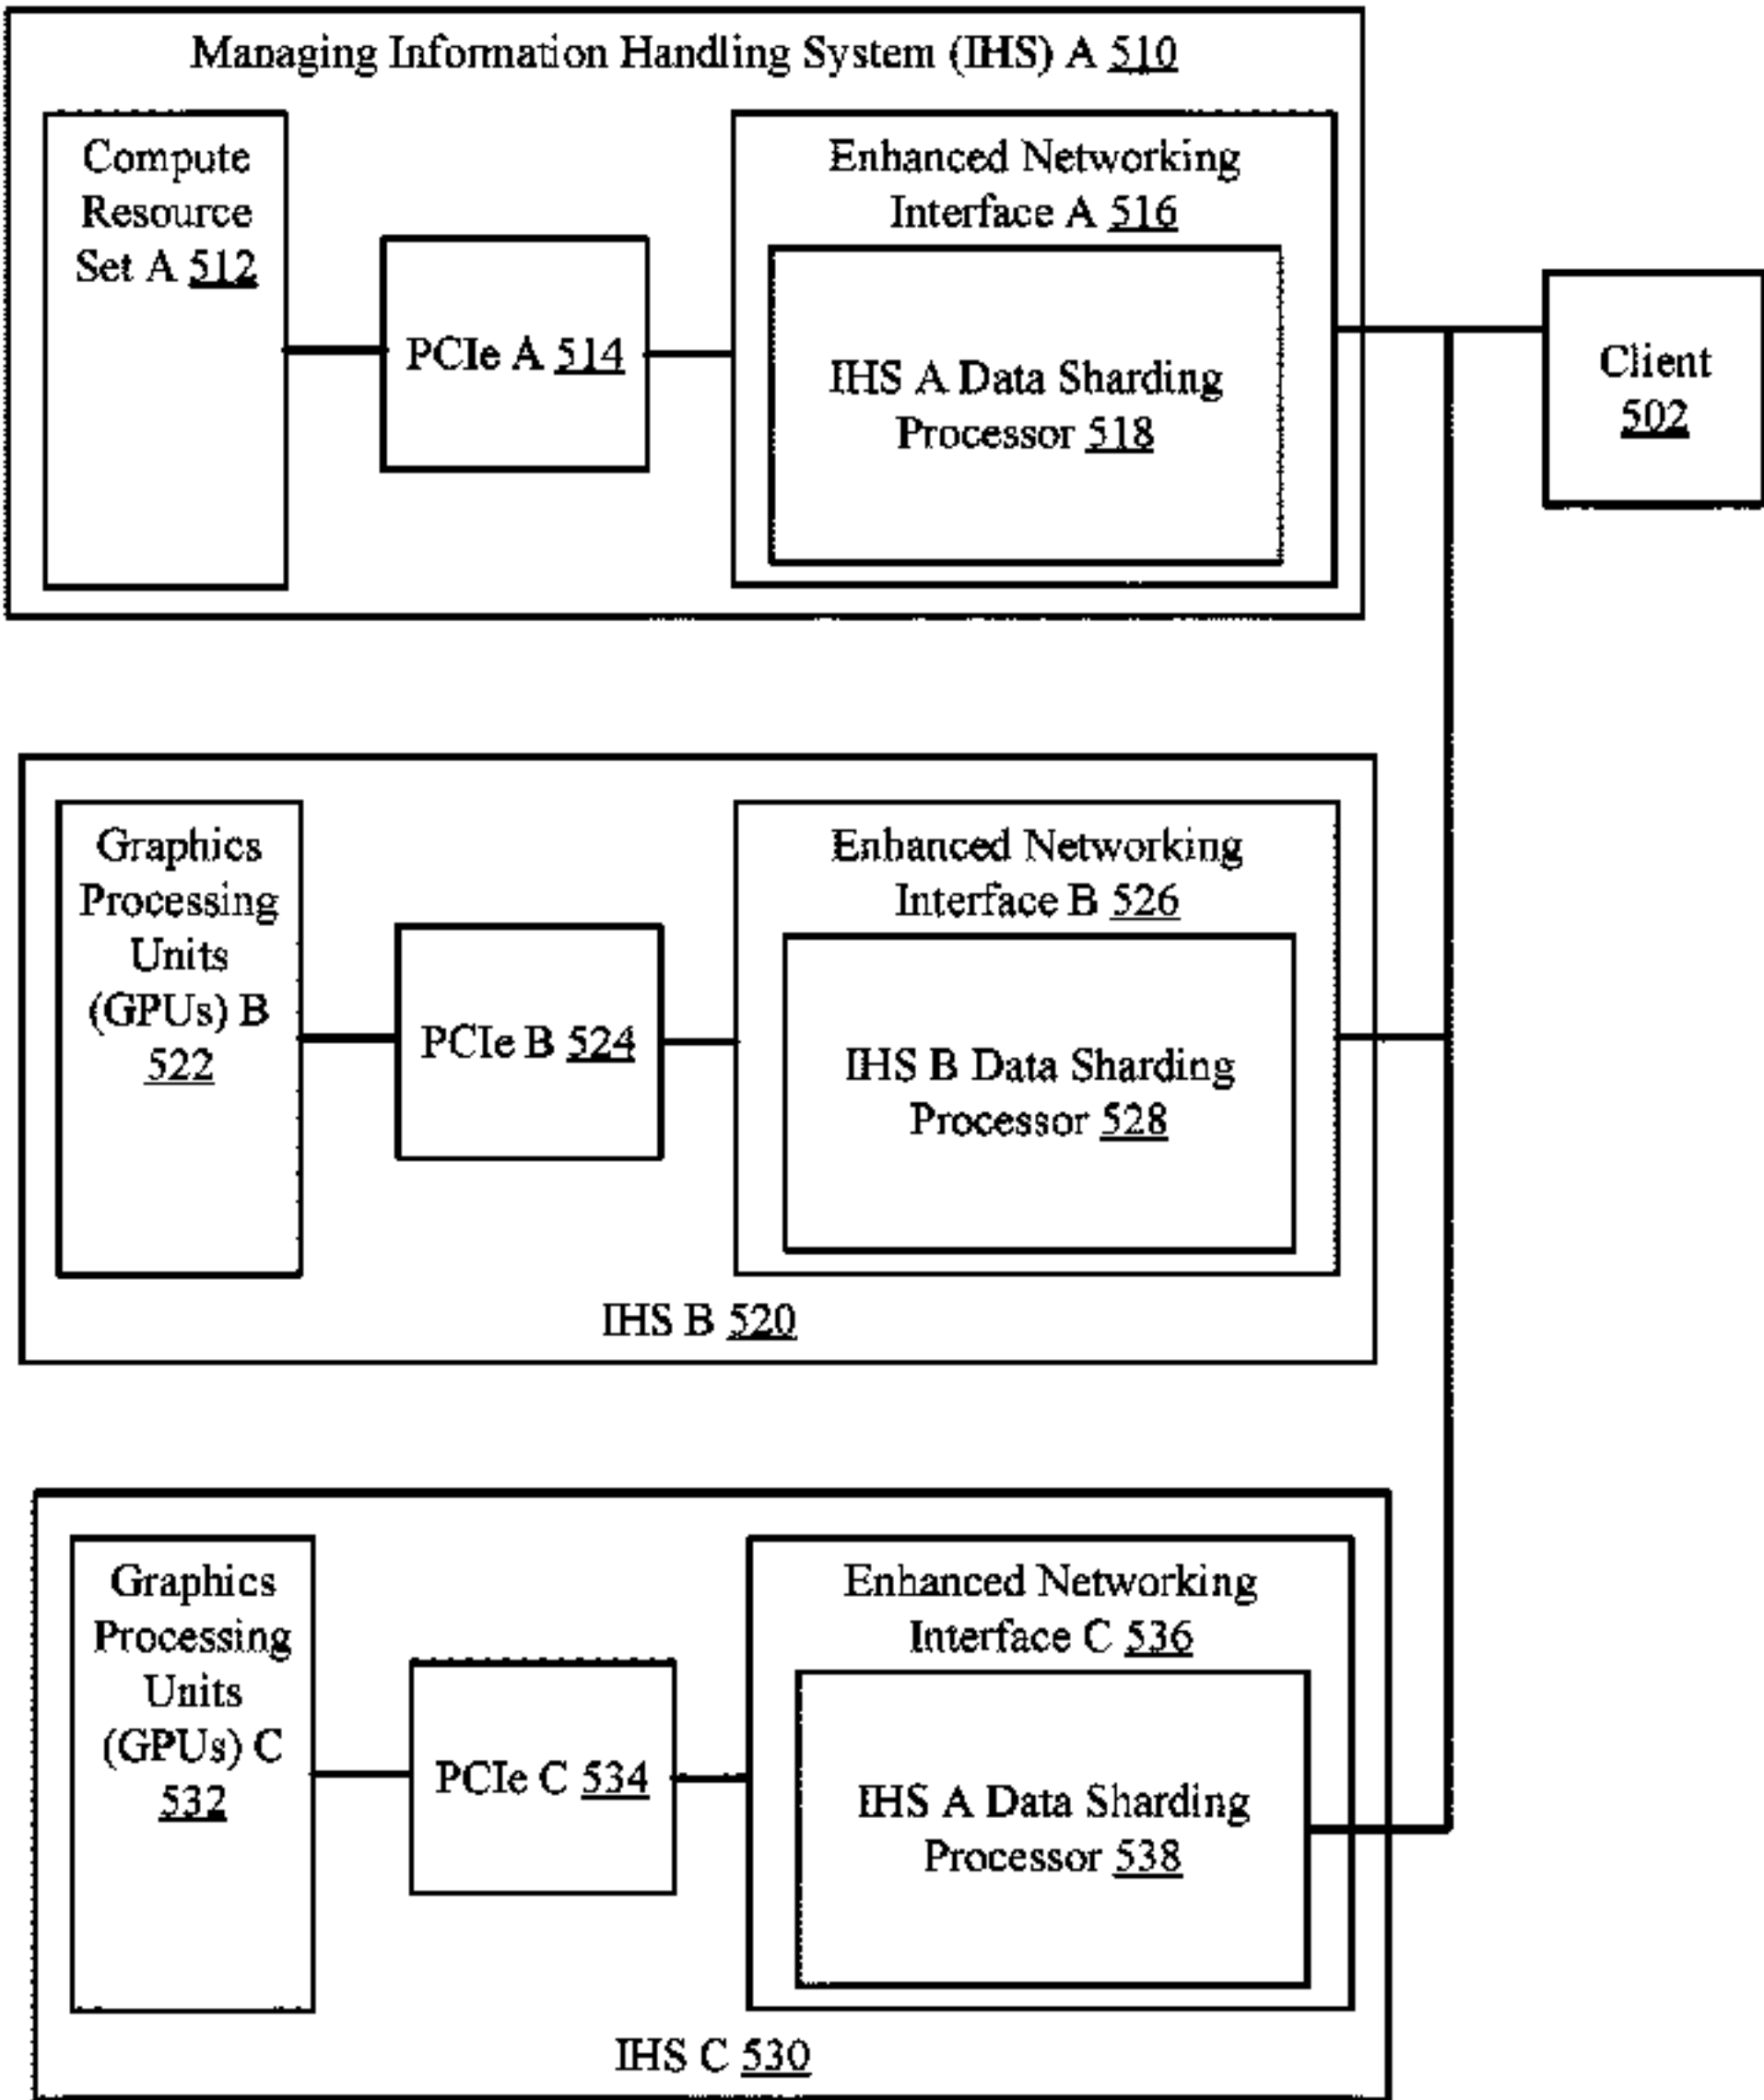 Managing Information Handling System (IHS) A 510
Compute
Resource
Set A 512
PCIe A 514
Enhanced Networking
Interface A 516
IHS A Data Sharding
Processor 518
Client
502
Graphics
Processing
Units
(GPUs) B
522
PCIe B 524
Enhanced Networking
Interface B 526
IHS B Data Sharding
Processor 528
IHS B 520
Graphics
Processing
Units
(GPUs) C
532
PCIe C 534
Enhanced Networking
Interface C 536
IHS A Data Sharding
Processor 538
IHS C 530